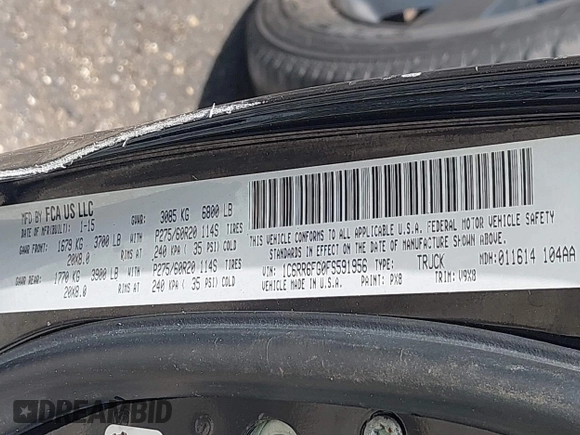 MFD BY FCA US LLC
DATE OF MFR(BUILT): 1-15 GVWR: 3085 KG 6800 LB
GAWR FRONT: 1679 KG 3700 LB P275/60R20 114S TIRES
20X8.0 RIMS AT 240 KPA ( 35 PSI) COLD
GAWR REAR: 1770 KG 3900 LB P275/60R20 114S TIRES
20X8.0 RIMS AT 240 KPA ( 35 PSI) COLD
THIS VEHICLE CONFORMS TO ALL APPLICABLE U.S.A. FEDERAL MOTOR VEHICLE SAFETY
STANDARDS IN EFFECT ON THE DATE OF MANUFACTURE SHOWN ABOVE.
VIN: 1C6RR6FG0FS591956 TYPE: TRUCK
VEHICLE MADE IN U.S.A. PAINT: PX8 TRIM: V9X8 MDH: 011614 104AA
DREAMBID